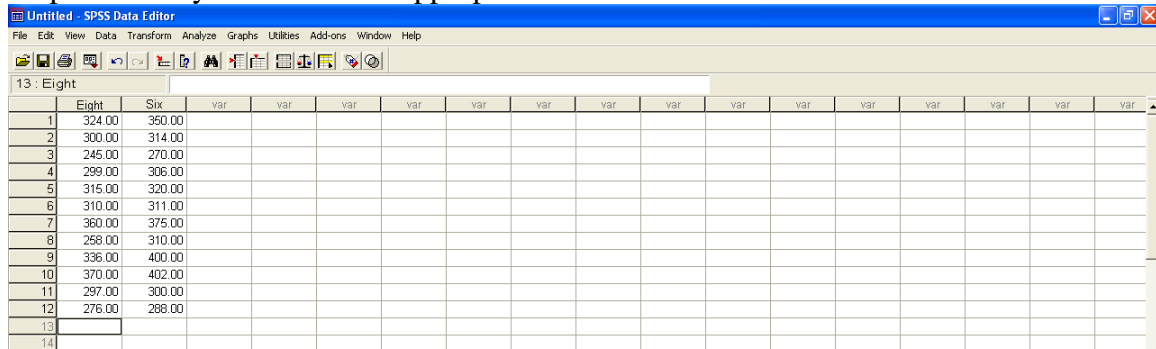 Untitled - SPSS Data Editor
File Edit View Data Transform Analyze Graphs Utilities Add-ons Window Help
13 : Eight
Eight Six var var var var var var var var var var var var var var
1 324.00 350.00
2 300.00 314.00
3 245.00 270.00
4 299.00 306.00
5 315.00 320.00
6 310.00 311.00
7 360.00 375.00
8 258.00 310.00
9 336.00 400.00
10 370.00 402.00
11 297.00 300.00
12 276.00 288.00
13
14